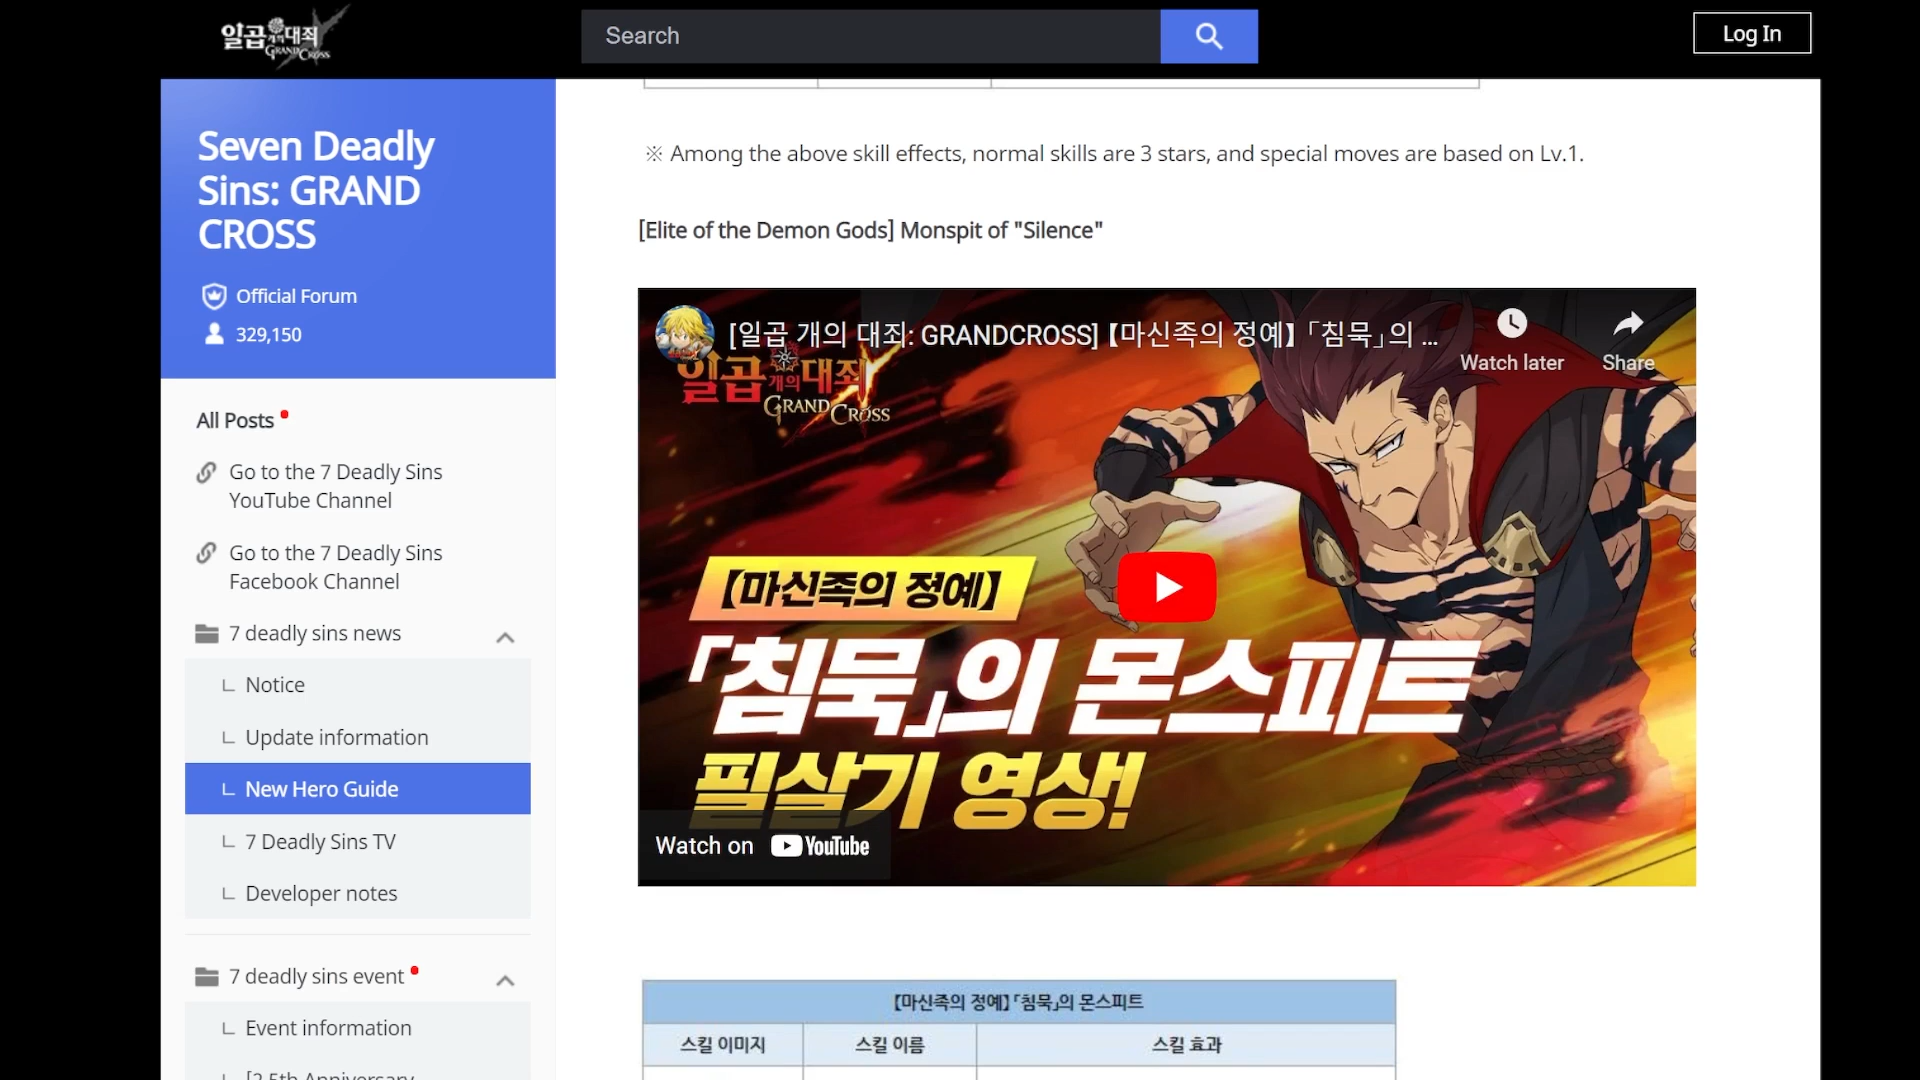 일곱개의대죄
GRAND CROSS
Search
Log In
Seven Deadly
Sins: GRAND
CROSS
Official Forum
329,150
All Posts
Go to the 7 Deadly Sins
YouTube Channel
Go to the 7 Deadly Sins
Facebook Channel
7 deadly sins news
Notice
Update information
New Hero Guide
7 Deadly Sins TV
Developer notes
7 deadly sins event
Event information
[2.5th Anniversary
※ Among the above skill effects, normal skills are 3 stars, and special moves are based on Lv.1.
[Elite of the Demon Gods] Monspit of "Silence"
[일곱 개의 대죄: GRANDCROSS] 【마신족의 정예】 「침묵」의 ...
Watch later
Share
일곱개의대죄
GRAND CROSS
【마신족의 정예】
「침묵」의 몬스피트
필살기 영상!
Watch on YouTube
【마신족의 정예】 「침묵」의 몬스피트
스킬 이미지 스킬 이름 스킬 효과